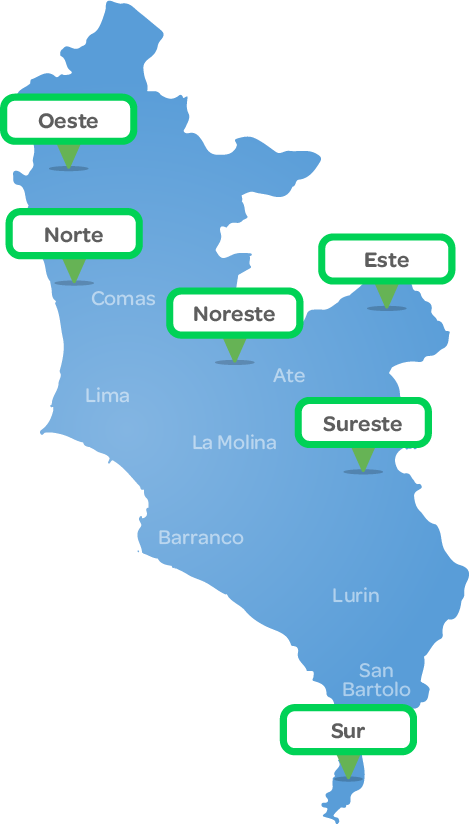 Oeste
Norte
Este
Comas
Noreste
Ate
Lima
Sureste
La Molina
Barranco
Lurin
San
Bartolo
Sur